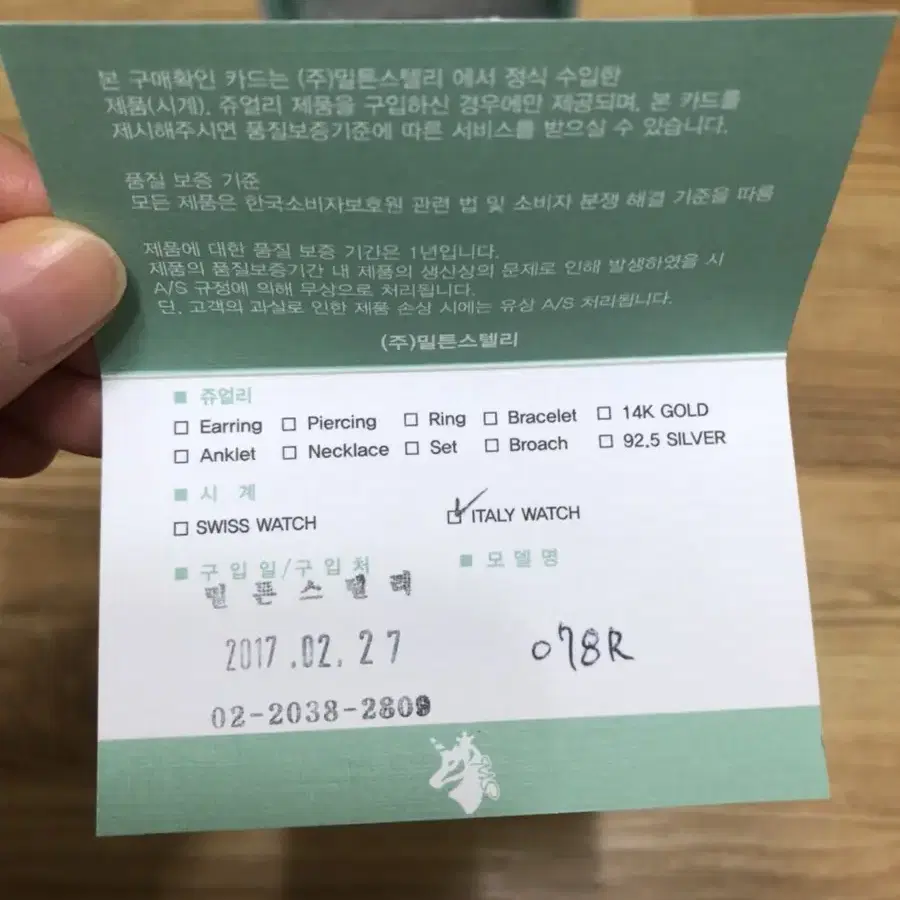 본 구매확인 카드는 (주)밀튼스텔리 에서 정식 수입한
제품(시계), 쥬얼리 제품을 구입하신 경우에만 제공되며, 본 카드를
제시해주시면 품질보증기준에 따른 서비스를 받으실 수 있습니다.
품질 보증 기준
모든 제품은 한국소비자보호원 관련 법 및 소비자 분쟁 해결 기준을 따름
제품에 대한 품질 보증 기간은 1년입니다.
제품의 품질보증기간 내 제품의 생산상의 문제로 인해 발생하였을 시
A/S 규정에 의해 무상으로 처리됩니다.
단, 고객의 과실로 인한 제품 손상 시에는 유상 A/S 처리됩니다.
(주)밀튼스텔리
■ 쥬얼리
□ Earring □ Piercing □ Ring □ Bracelet □ 14K GOLD
□ Anklet □ Necklace □ Set □ Broach □ 92.5 SILVER
■ 시 계
□ SWISS WATCH ☑ ITALY WATCH
■ 구입일/구입처 ■ 모델명
밀튼스텔리
2017.02.27 078R
02-2038-2809